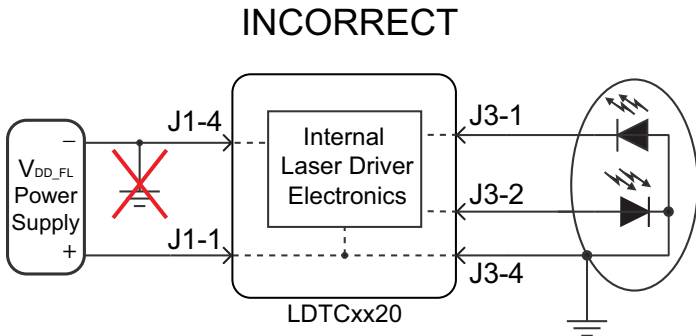 INCORRECT
J1-4
J3-1
−
VDD_FL
Power
Supply
+
Internal
Laser Driver
Electronics
J3-2
J1-1
J3-4
LDTCxx20